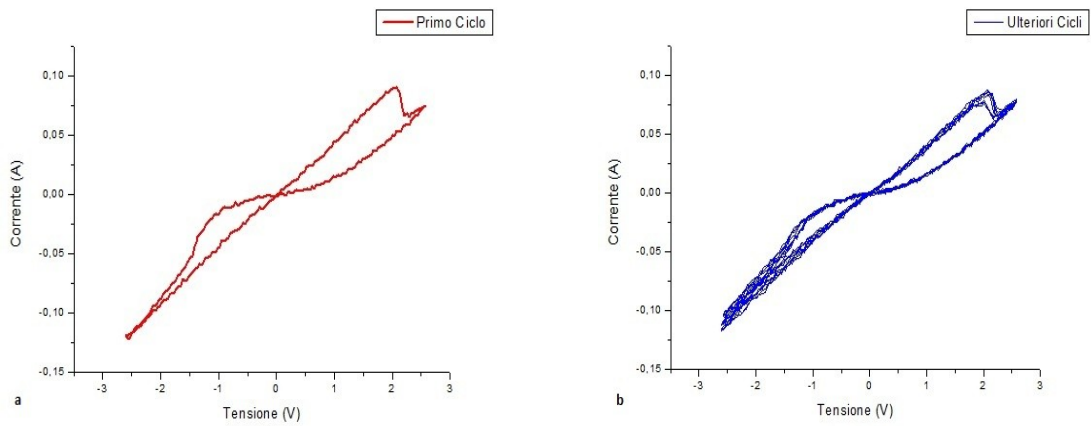 Primo Ciclo
0,10
0,05
0,00
-0,05
-0,10
-0,15
Corrente (A)
-3 -2 -1 0 1 2 3
Tensione (V)
a
Ulteriori Cicli
0,10
0,05
0,00
-0,05
-0,10
-0,15
Corrente (A)
-3 -2 -1 0 1 2 3
Tensione (V)
b